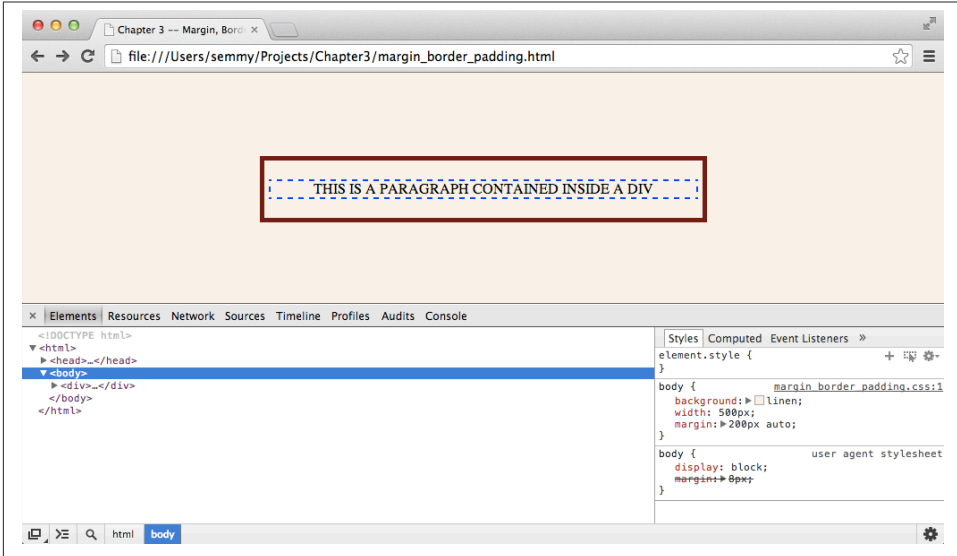 Chapter 3 -- Margin, Bord
file:///Users/semmy/Projects/Chapter3/margin_border_padding.html
THIS IS A PARAGRAPH CONTAINED INSIDE A DIV
× Elements Resources Network Sources Timeline Profiles Audits Console
<!DOCTYPE html>
▼<html>
▶<head>…</head>
▼<body>
▶<div>…</div>
</body>
</html>
Styles Computed Event Listeners »
element.style {
}
body { margin_border_padding.css:1
background:▶linen;
width: 500px;
margin:▶200px auto;
}
body { user agent stylesheet
display: block;
margin:▶8px;
}
html body